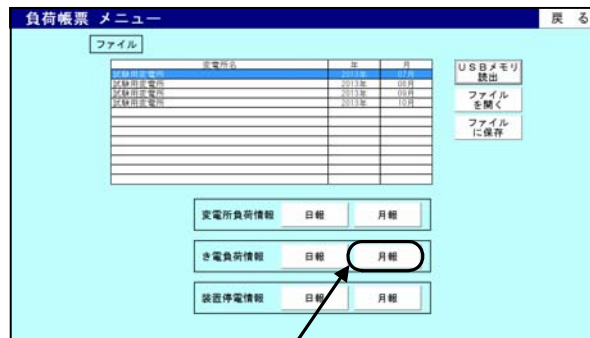 負荷帳票 メニュー
戻 る
ファイル
変電所名 年 月
試験用変電所 2013年 07月
試験用変電所 2013年 08月
試験用変電所 2013年 09月
試験用変電所 2013年 10月
USBメモリ
読出
ファイル
を開く
ファイル
に保存
変電所負荷情報 日報 月報
き電負荷情報 日報 月報
装置停電情報 日報 月報